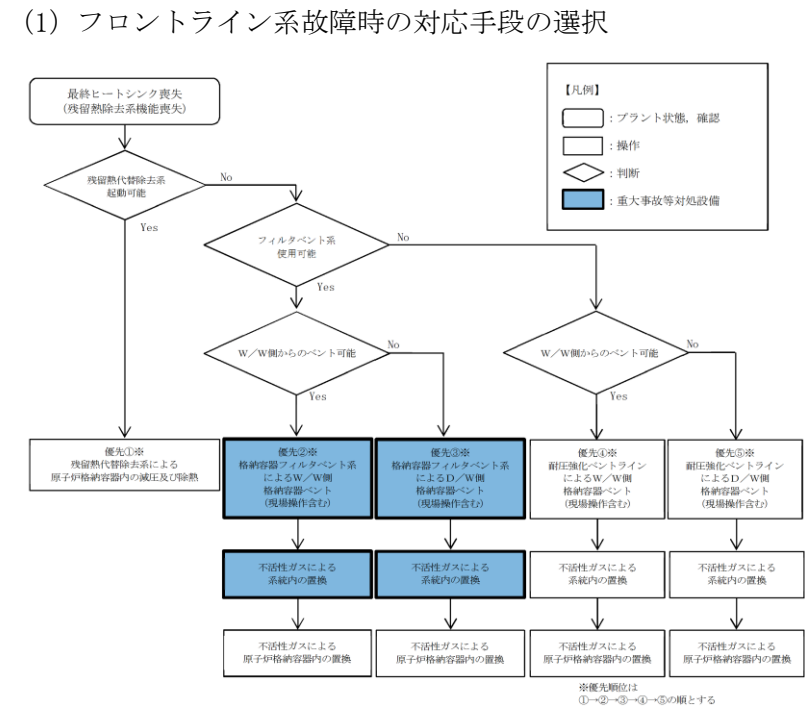 (1) フロントライン系故障時の対応手段の選択
最終ヒートシンク喪失
(残留熱除去系機能喪失)
【凡例】
：プラント状態，確認
：操作
：判断
：重大事故等対処設備
残留熱代替除去系
起動可能
No
Yes
フィルタベント系
使用可能
No
Yes
W／W側からのベント可能
No
Yes
W／W側からのベント可能
No
Yes
優先①※
残留熱代替除去系による
原子炉格納容器内の減圧及び除熱
優先②※
格納容器フィルタベント系
によるW／W側
格納容器ベント
(現場操作含む)
優先③※
格納容器フィルタベント系
によるD／W側
格納容器ベント
(現場操作含む)
優先④※
耐圧強化ベントライン
によるW／W側
格納容器ベント
(現場操作含む)
優先⑤※
耐圧強化ベントライン
によるD／W側
格納容器ベント
(現場操作含む)
不活性ガスによる
系統内の置換
不活性ガスによる
系統内の置換
不活性ガスによる
系統内の置換
不活性ガスによる
系統内の置換
不活性ガスによる
原子炉格納容器内の置換
不活性ガスによる
原子炉格納容器内の置換
不活性ガスによる
原子炉格納容器内の置換
不活性ガスによる
原子炉格納容器内の置換
※優先順位は
①→②→③→④→⑤の順とする